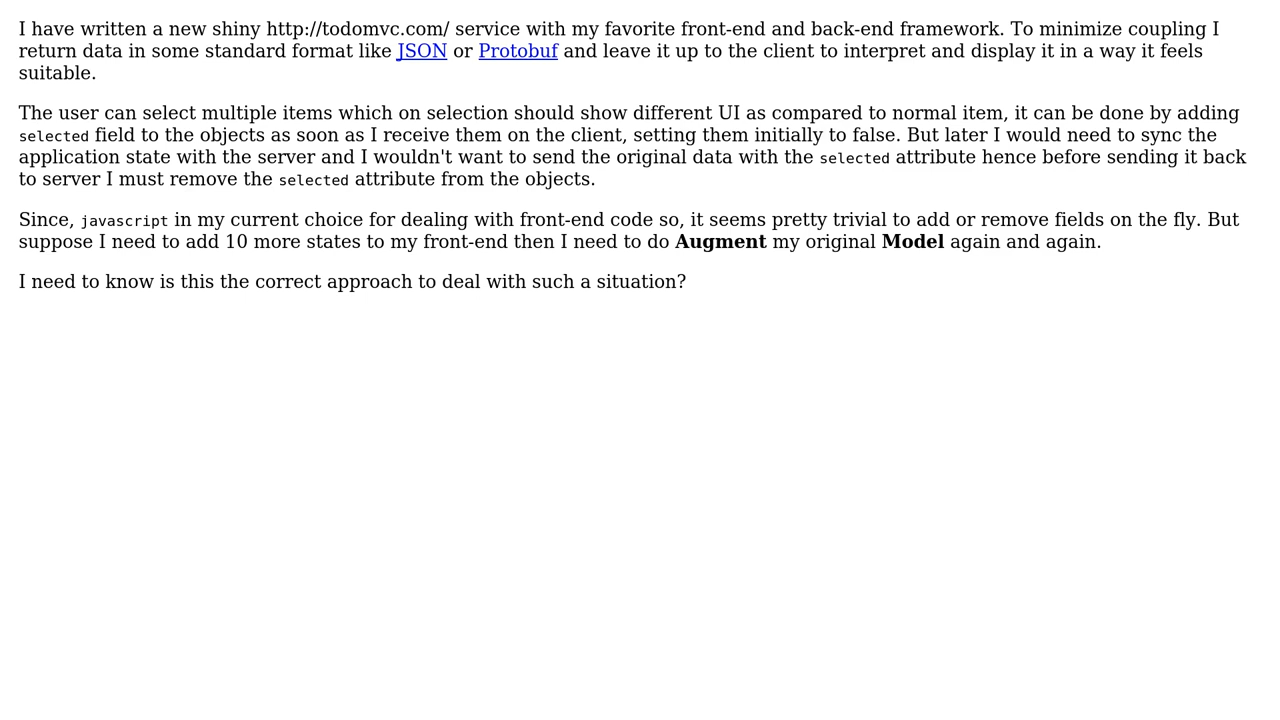 I have written a new shiny http://todomvc.com/ service with my favorite front-end and back-end framework. To minimize coupling I
return data in some standard format like JSON or Protobuf and leave it up to the client to interpret and display it in a way it feels
suitable.
The user can select multiple items which on selection should show different UI as compared to normal item, it can be done by adding
selected field to the objects as soon as I receive them on the client, setting them initially to false. But later I would need to sync the
application state with the server and I wouldn't want to send the original data with the selected attribute hence before sending it back
to server I must remove the selected attribute from the objects.
Since, javascript in my current choice for dealing with front-end code so, it seems pretty trivial to add or remove fields on the fly. But
suppose I need to add 10 more states to my front-end then I need to do Augment my original Model again and again.
I need to know is this the correct approach to deal with such a situation?